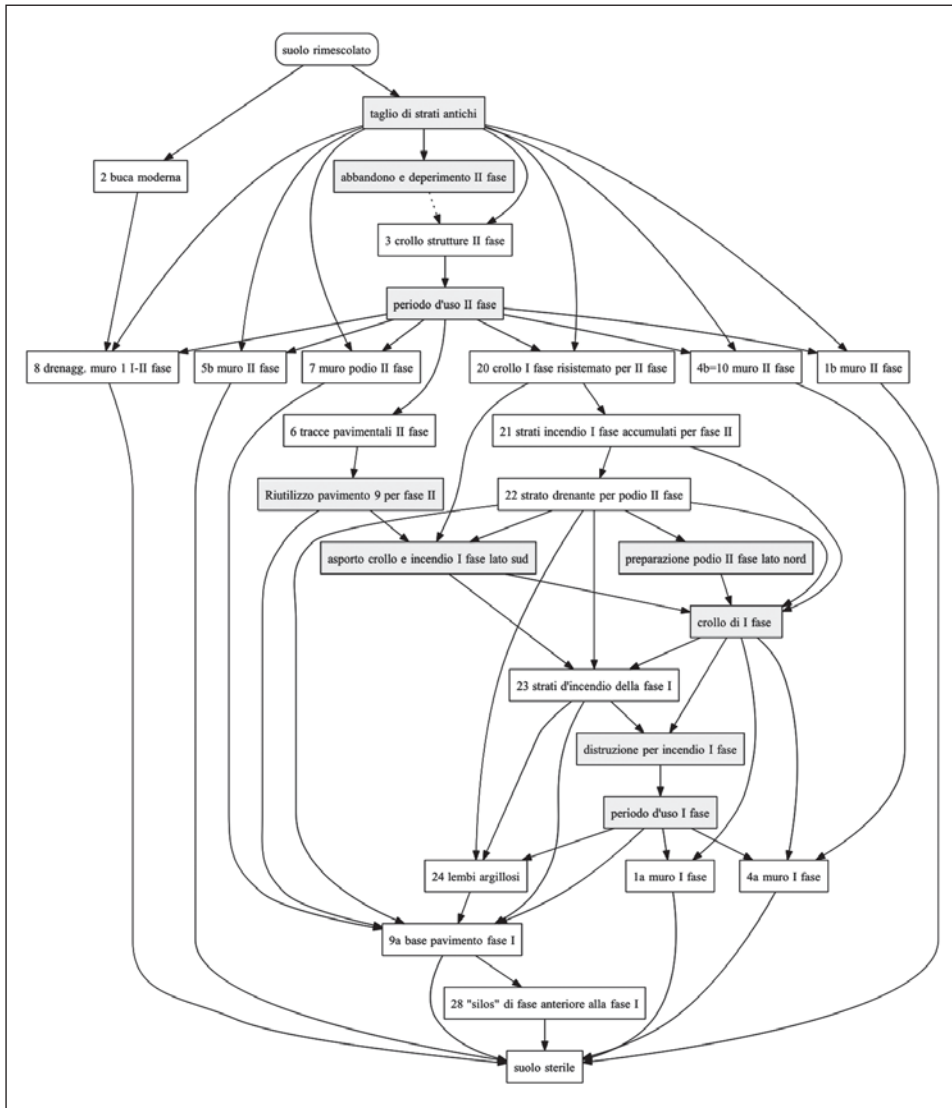 suolo rimescolato
taglio di strati antichi
2 buca moderna
abbandono e deperimento II fase
3 crollo strutture II fase
periodo d'uso II fase
8 drenagg. muro 1 I-II fase
5b muro II fase
7 muro podio II fase
20 crollo I fase risistemato per II fase
4b=10 muro II fase
1b muro II fase
6 tracce pavimentali II fase
21 strati incendio I fase accumulati per fase II
Riutilizzo pavimento 9 per fase II
22 strato drenante per podio II fase
asporto crollo e incendio I fase lato sud
preparazione podio II fase lato nord
crollo di I fase
23 strati d'incendio della fase I
distruzione per incendio I fase
periodo d'uso I fase
24 lembi argillosi
1a muro I fase
4a muro I fase
9a base pavimento fase I
28 "silos" di fase anteriore alla fase I
suolo sterile